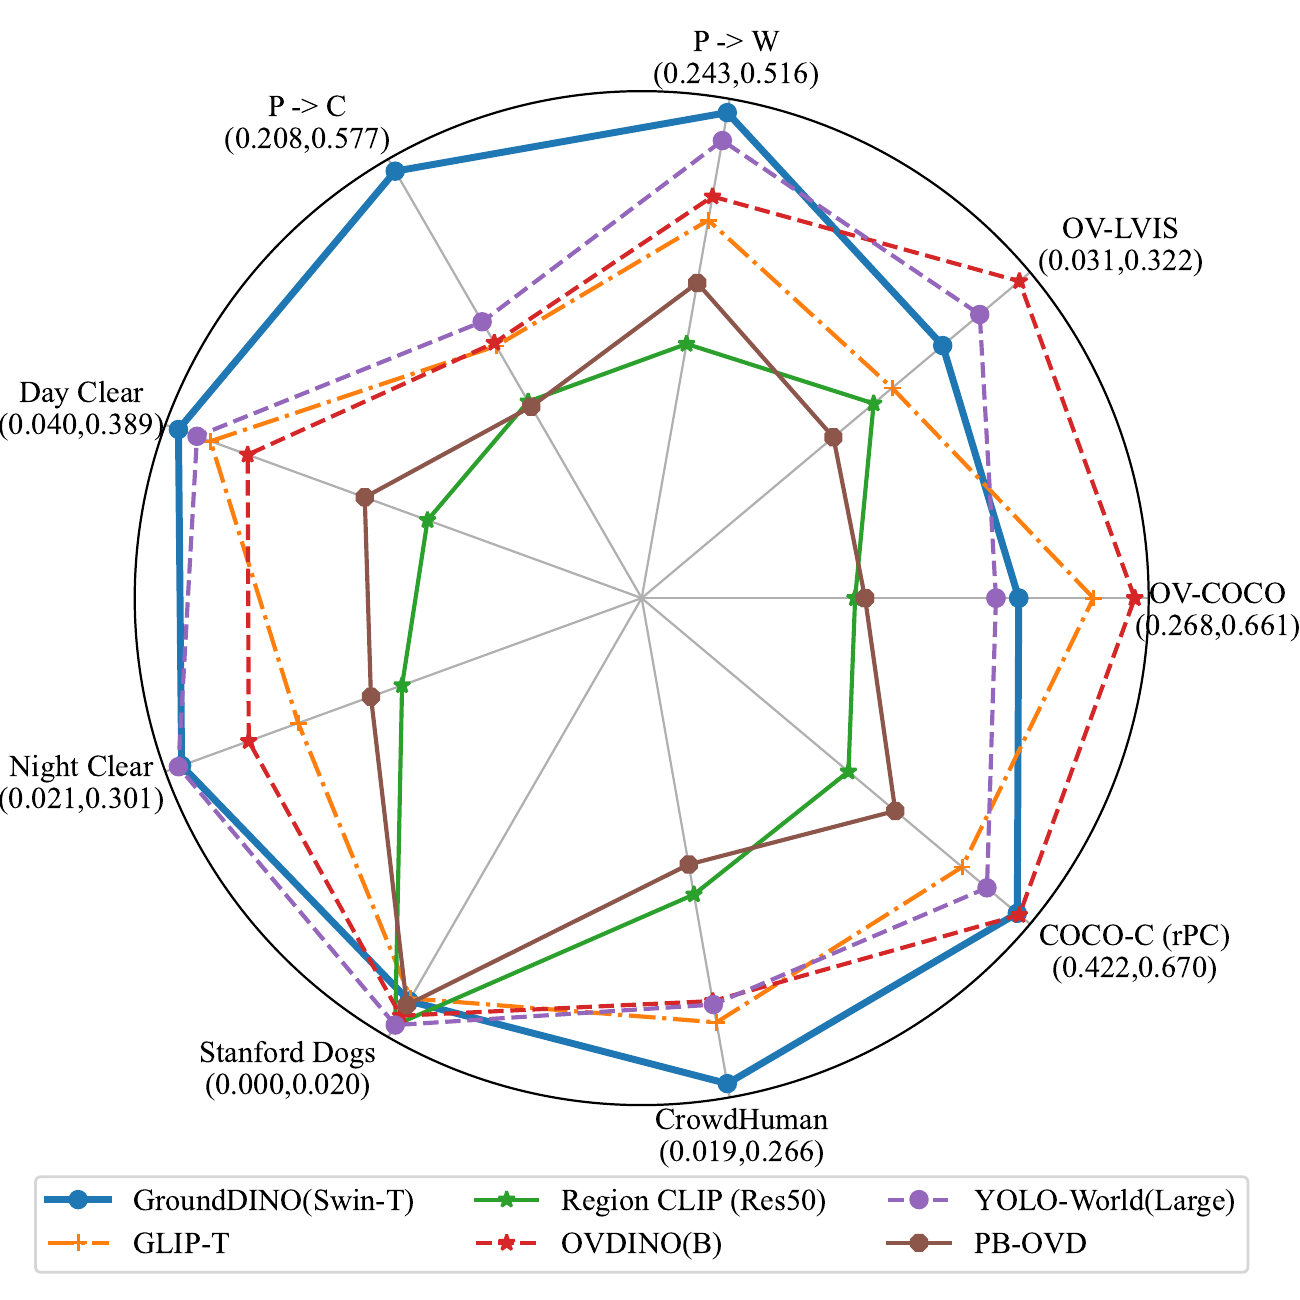 P -> W
(0.243,0.516)
P -> C
(0.208,0.577)
OV-LVIS
(0.031,0.322)
Day Clear
(0.040,0.389)
OV-COCO
(0.268,0.661)
Night Clear
(0.021,0.301)
COCO-C (rPC)
(0.422,0.670)
Stanford Dogs
(0.000,0.020)
CrowdHuman
(0.019,0.266)
GroundDINO(Swin-T)
Region CLIP (Res50)
YOLO-World(Large)
GLIP-T
OVDINO(B)
PB-OVD